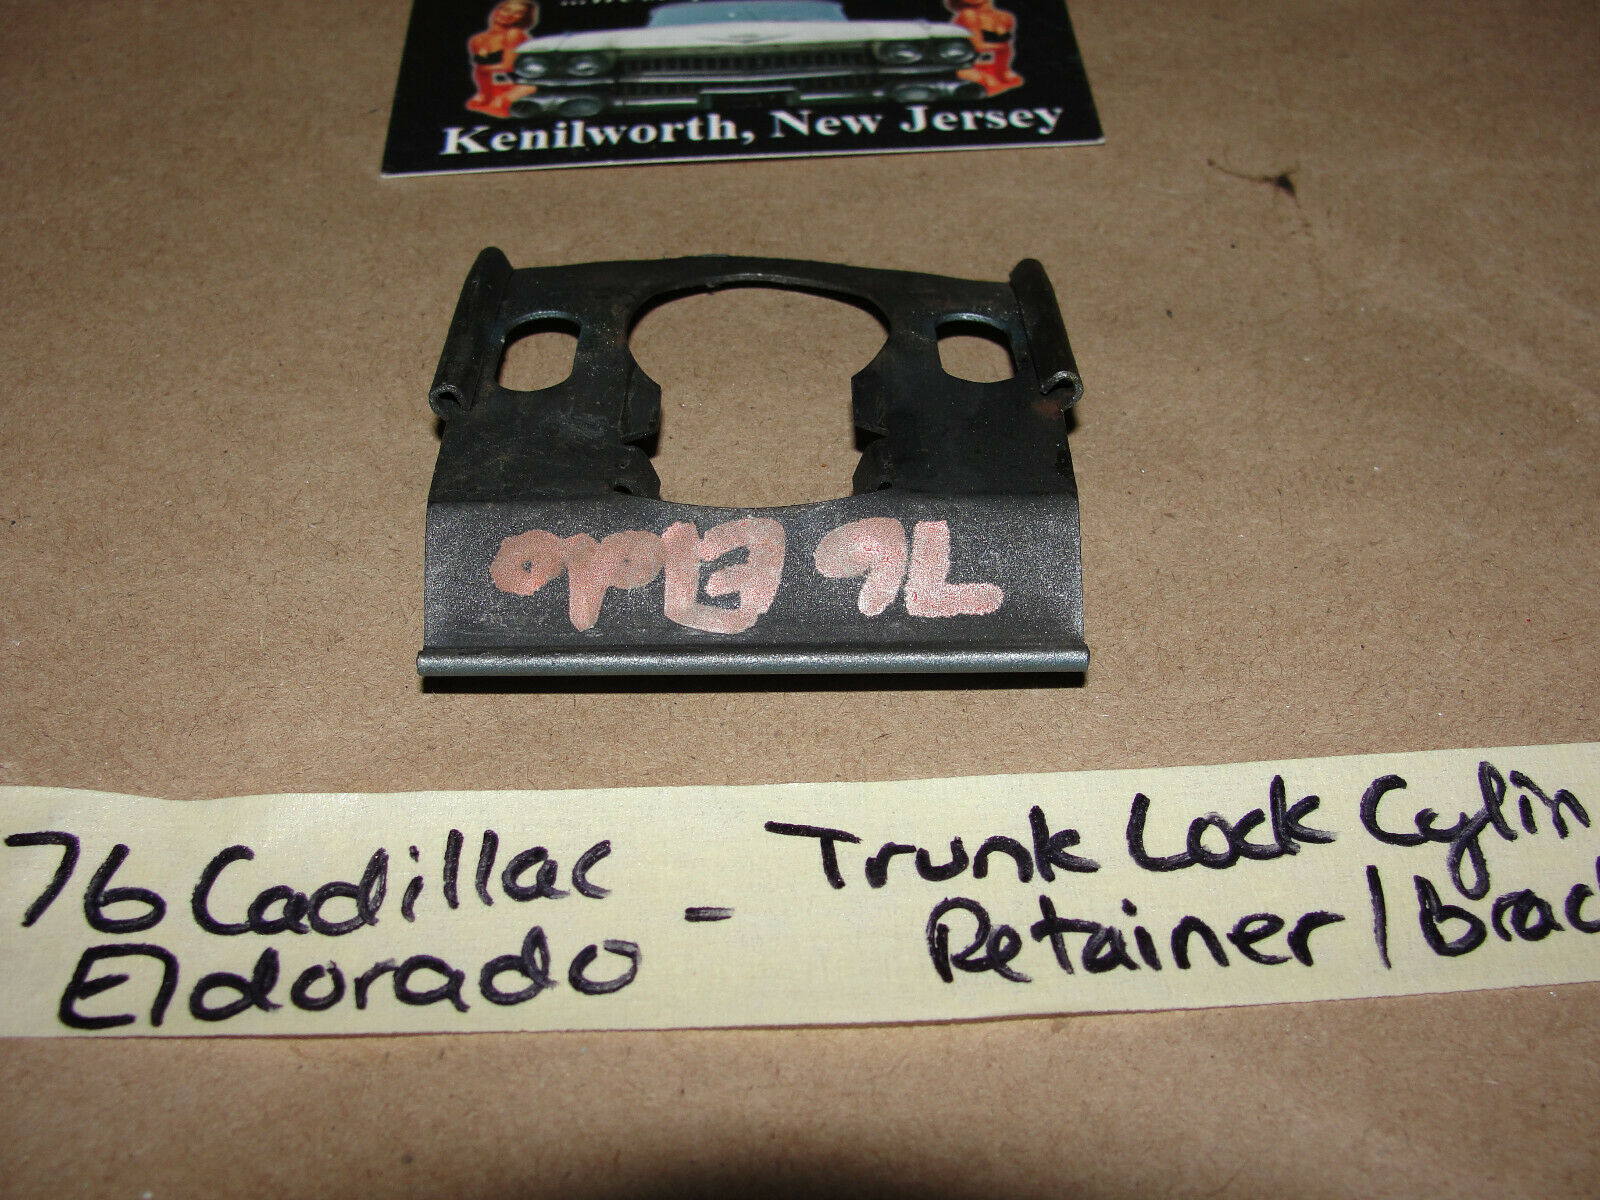 Kenilworth, New Jersey
76 Eldo
76 Cadillac
Eldorado
- Trunk Lock Cylin
Retainer / brac